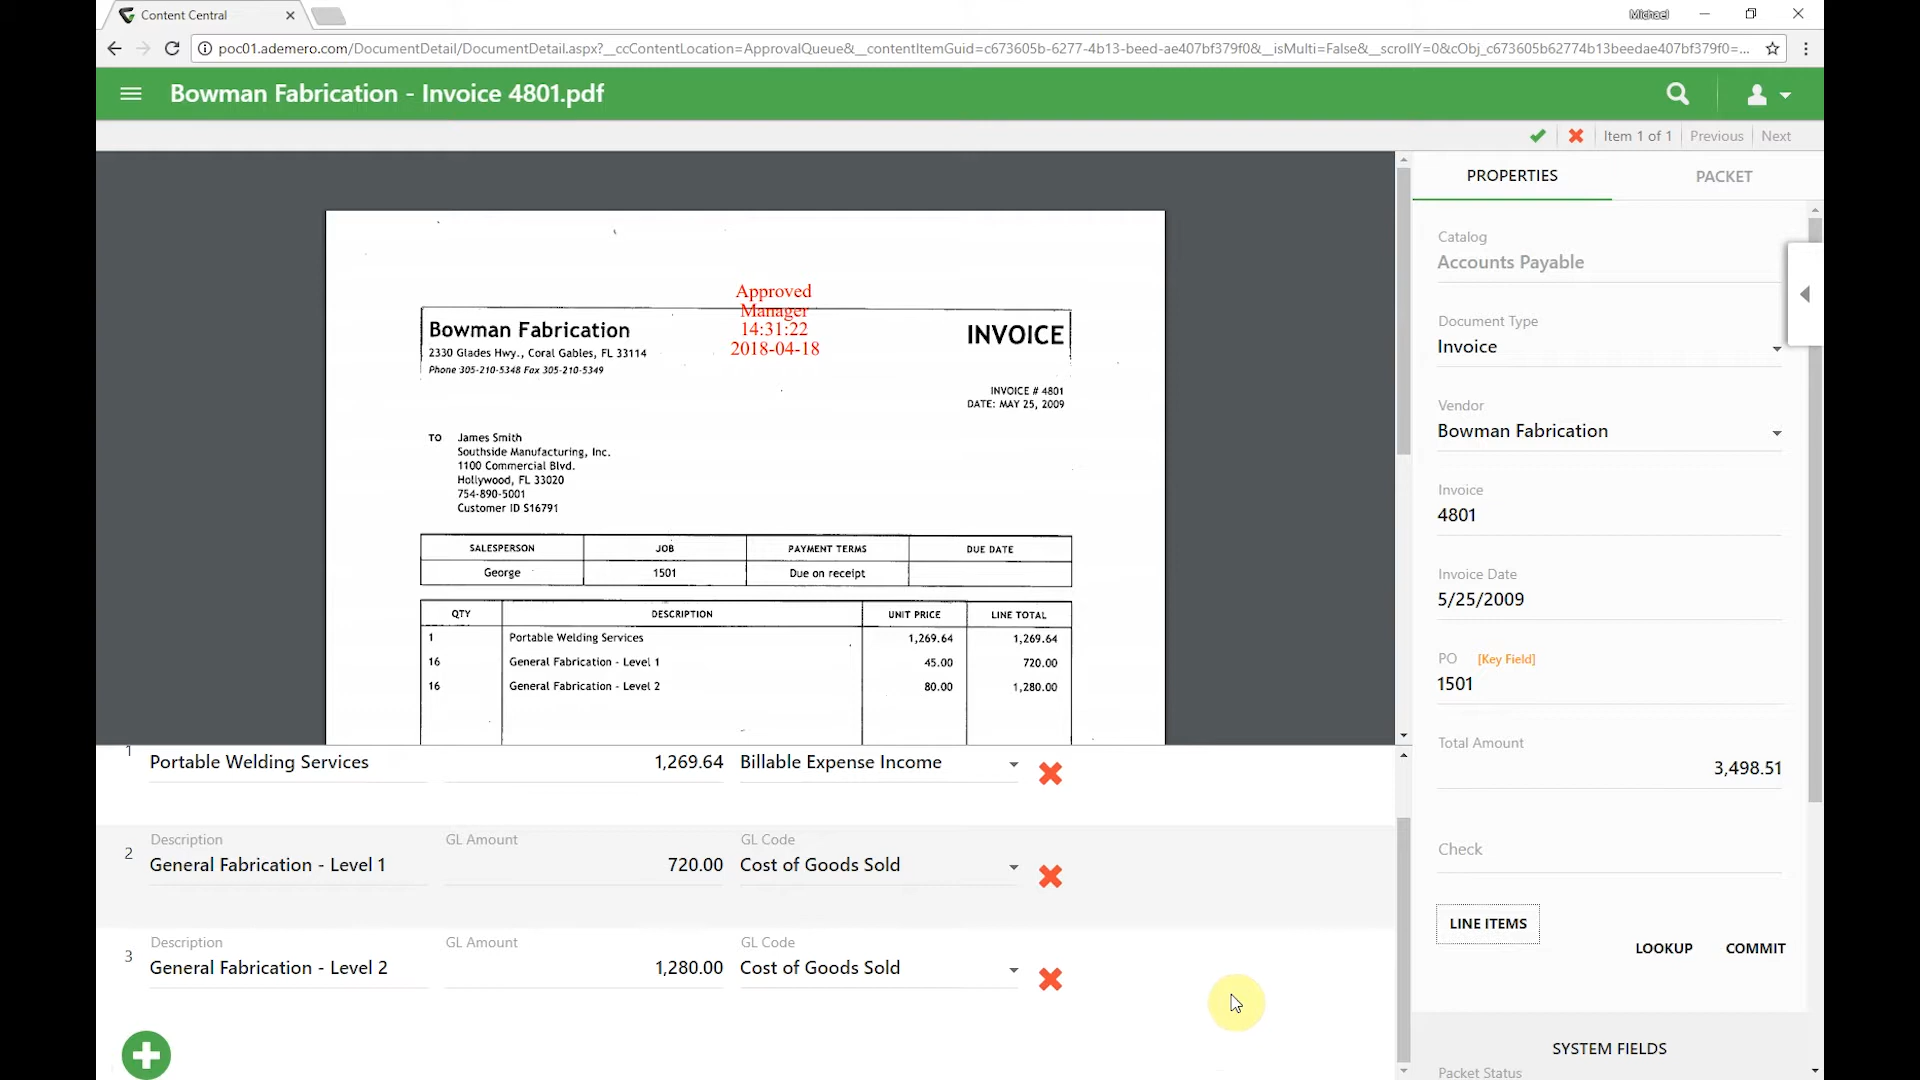 Content Central
Michael
poc01.ademero.com/DocumentDetail/DocumentDetail.aspx?__ccContentLocation=ApprovalQueue&__contentItemGuid=c673605b-6277-4b13-beed-ae407bf379f0&__isMulti=False&__scrollY=0&cObj_c673605b62774b13beedae407bf379f0=...
Bowman Fabrication - Invoice 4801.pdf
Item 1 of 1
Previous
Next
Approved
Manager
14:31:22
2018-04-18
Bowman Fabrication
INVOICE
2330 Glades Hwy., Coral Gables, FL 33114
Phone 305-210-5348 Fax 305-210-5349
INVOICE # 4801
DATE: MAY 25, 2009
TO James Smith
Southside Manufacturing, Inc.
1100 Commercial Blvd.
Hollywood, FL 33020
754-890-5001
Customer ID S16791
SALESPERSON JOB PAYMENT TERMS DUE DATE
George 1501 Due on receipt
QTY DESCRIPTION UNIT PRICE LINE TOTAL
1 Portable Welding Services 1,269.64 1,269.64
16 General Fabrication - Level 1 45.00 720.00
16 General Fabrication - Level 2 80.00 1,280.00
1 Portable Welding Services 1,269.64 Billable Expense Income
Description GL Amount GL Code
2 General Fabrication - Level 1 720.00 Cost of Goods Sold
Description GL Amount GL Code
3 General Fabrication - Level 2 1,280.00 Cost of Goods Sold
PROPERTIES PACKET
Catalog
Accounts Payable
Document Type
Invoice
Vendor
Bowman Fabrication
Invoice
4801
Invoice Date
5/25/2009
PO [Key Field]
1501
Total Amount
3,498.51
Check
LINE ITEMS
LOOKUP COMMIT
SYSTEM FIELDS
Packet Status